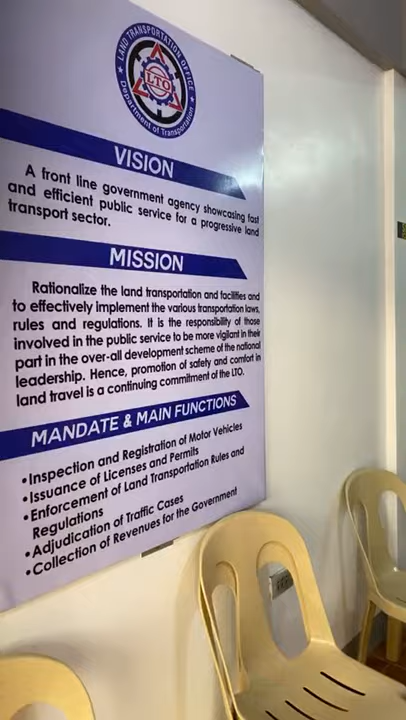 LAND TRANSPORTATION OFFICE
LTO
Department of Transportation
VISION
A front line government agency showcasing fast
and efficient public service for a progressive land
transport sector.
MISSION
Rationalize the land transportation and facilities and
to effectively implement the various transportation laws,
rules and regulations. It is the responsibility of those
involved in the public service to be more vigilant in their
part in the over-all development scheme of the national
leadership. Hence, promotion of safety and comfort in
land travel is a continuing commitment of the LTO.
MANDATE & MAIN FUNCTIONS
•Inspection and Registration of Motor Vehicles
•Issuance of Licenses and Permits
•Enforcement of Land Transportation Rules and
Regulations
•Adjudication of Traffic Cases
•Collection of Revenues for the Government